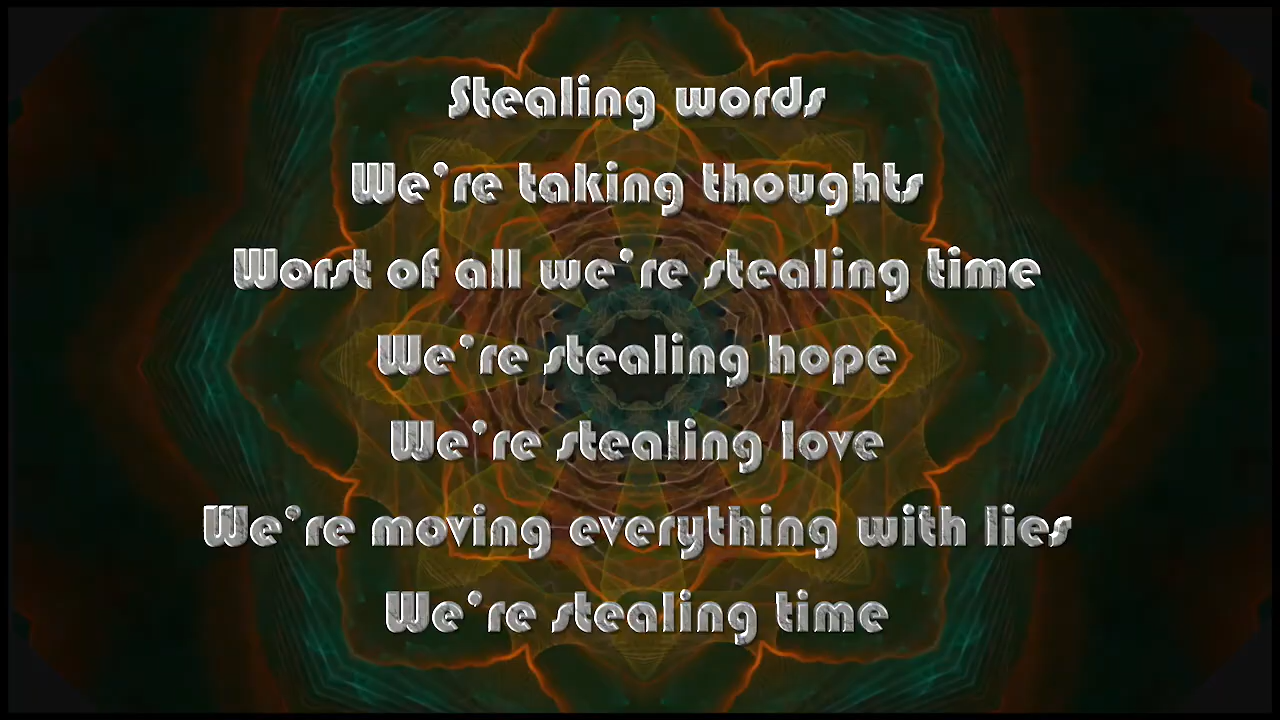 Stealing words
We're taking thoughts
Worst of all we're stealing time
We're stealing hope
We're stealing love
We're moving everything with lies
We're stealing time